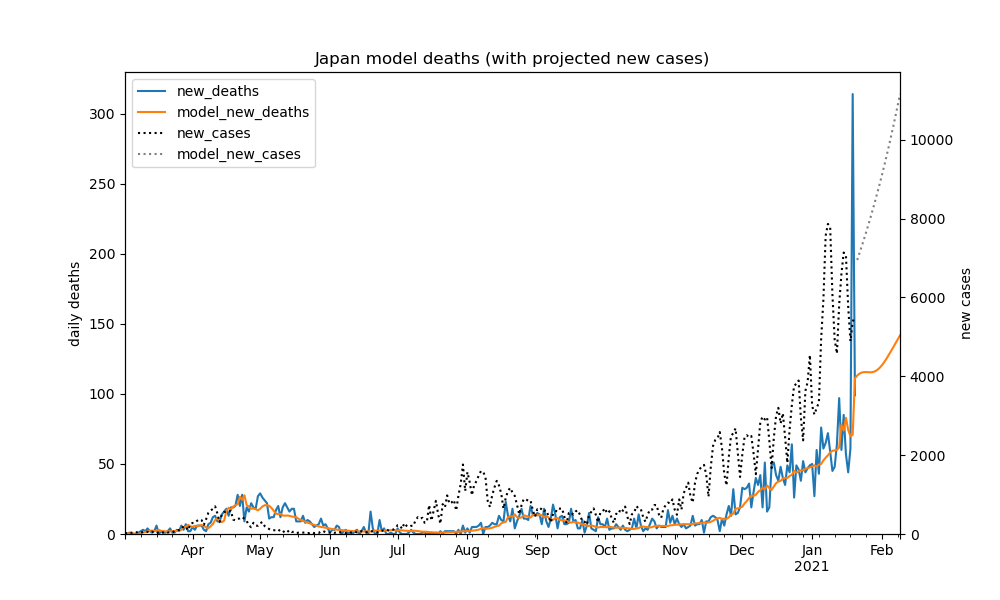 Japan model deaths (with projected new cases)
new_deaths
model_new_deaths
new_cases
model_new_cases
300
250
200
150
100
50
0
daily deaths
10000
8000
6000
4000
2000
0
new cases
Apr May Jun Jul Aug Sep Oct Nov Dec Jan Feb
2021